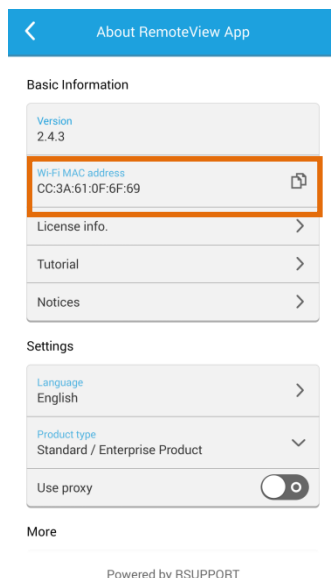 About RemoteView App
Basic Information
Version
2.4.3
Wi-Fi MAC address
CC:3A:61:0F:6F:69
License info.
Tutorial
Notices
Settings
Language
English
Product type
Standard / Enterprise Product
Use proxy
More
Powered by RSUPPORT